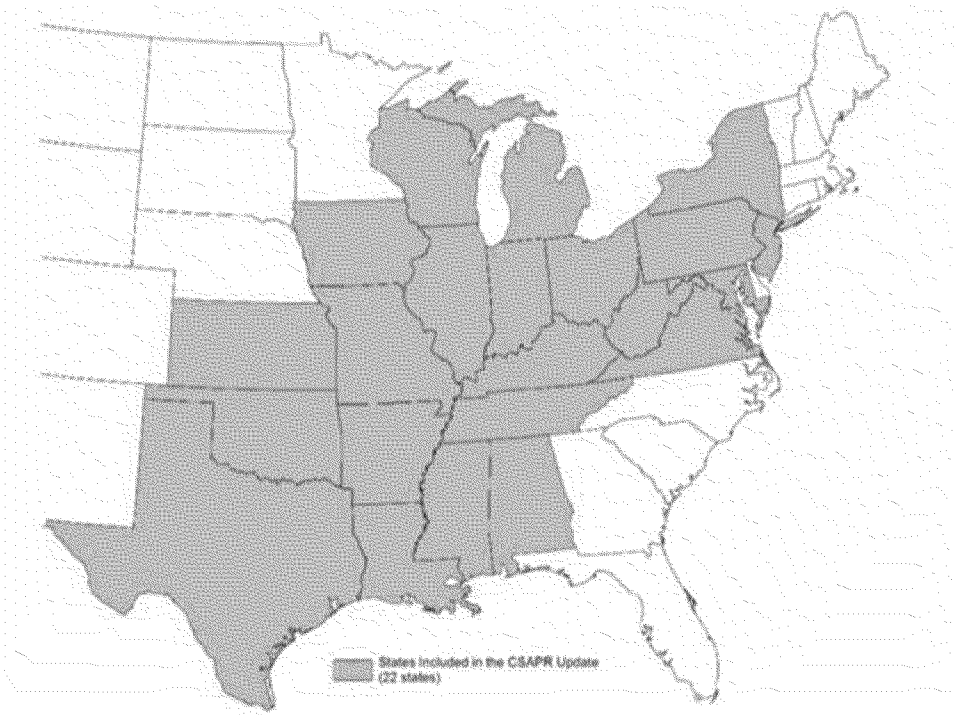 States Included in the CSAPR Update
(22 states)